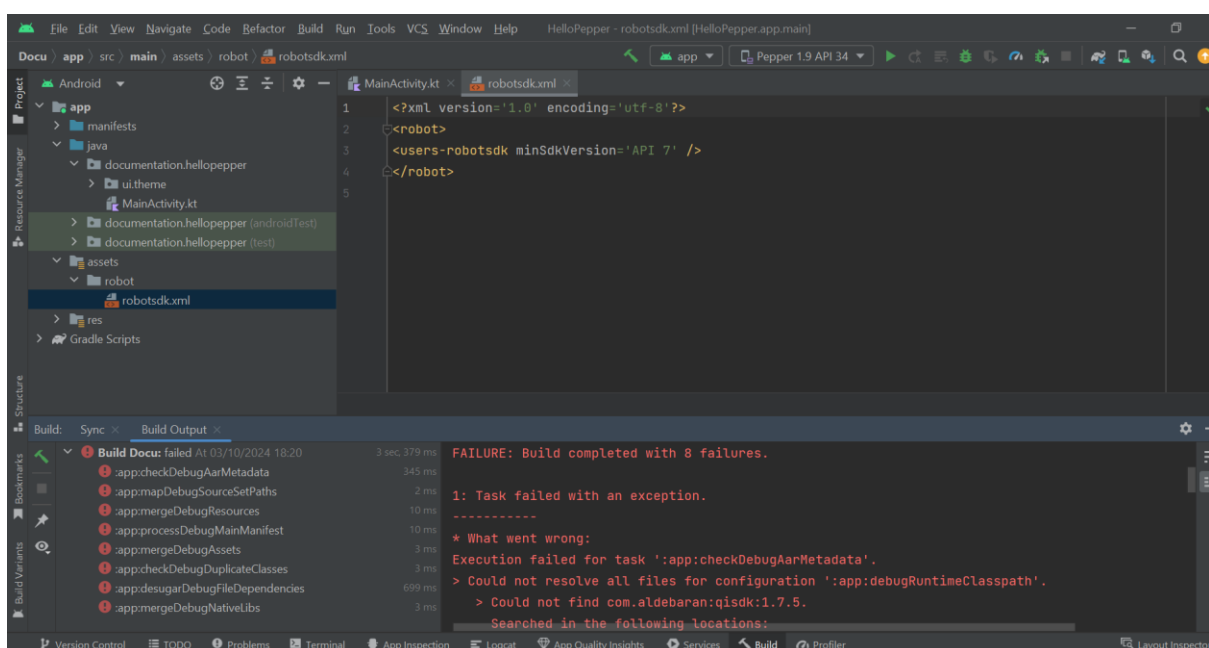 File Edit View Navigate Code Refactor Build Run Tools VCS Window Help HelloPepper - robotsdk.xml [HelloPepper.app.main]
Docu app src main assets robot robotsdk.xml app Pepper 1.9 API 34
Project
Resource Manager
Android
app
manifests
java
documentation.hellopepper
ui.theme
MainActivity.kt
documentation.hellopepper (androidTest)
documentation.hellopepper (test)
assets
robot
robotsdk.xml
res
Gradle Scripts
MainActivity.kt robotsdk.xml
1 <?xml version='1.0' encoding='utf-8'?>
2 <robot>
3 <users-robotsdk minSdkVersion='API 7' />
4 </robot>
5
Structure
Bookmarks
Build Variants
Build: Sync Build Output
Build Docu: failed At 03/10/2024 18:20 3 sec, 379 ms
:app:checkDebugAarMetadata 345 ms
:app:mapDebugSourceSetPaths 2 ms
:app:mergeDebugResources 10 ms
:app:processDebugMainManifest 10 ms
:app:mergeDebugAssets 3 ms
:app:checkDebugDuplicateClasses 3 ms
:app:desugarDebugFileDependencies 699 ms
:app:mergeDebugNativeLibs 3 ms
FAILURE: Build completed with 8 failures.
1: Task failed with an exception.
-----------
* What went wrong:
Execution failed for task ':app:checkDebugAarMetadata'.
> Could not resolve all files for configuration ':app:debugRuntimeClasspath'.
> Could not find com.aldebaran:qisdk:1.7.5.
Searched in the following locations:
Version Control TODO Problems Terminal App Inspection Logcat App Quality Insights Services Build Profiler Layout Inspecto